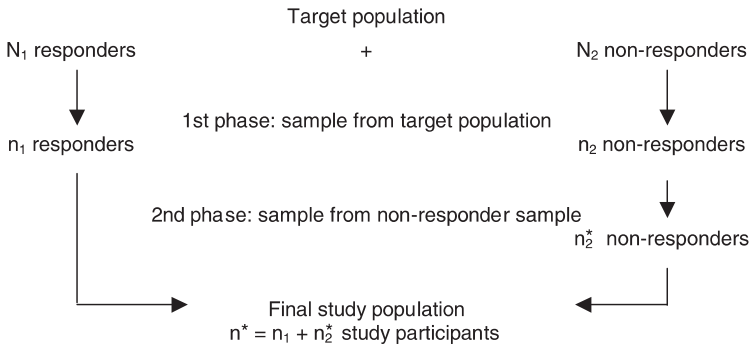 Target population
N₁ responders + N₂ non-responders
1st phase: sample from target population
n₁ responders n₂ non-responders
2nd phase: sample from non-responder sample
n₂* non-responders
Final study population
n* = n₁ + n₂* study participants